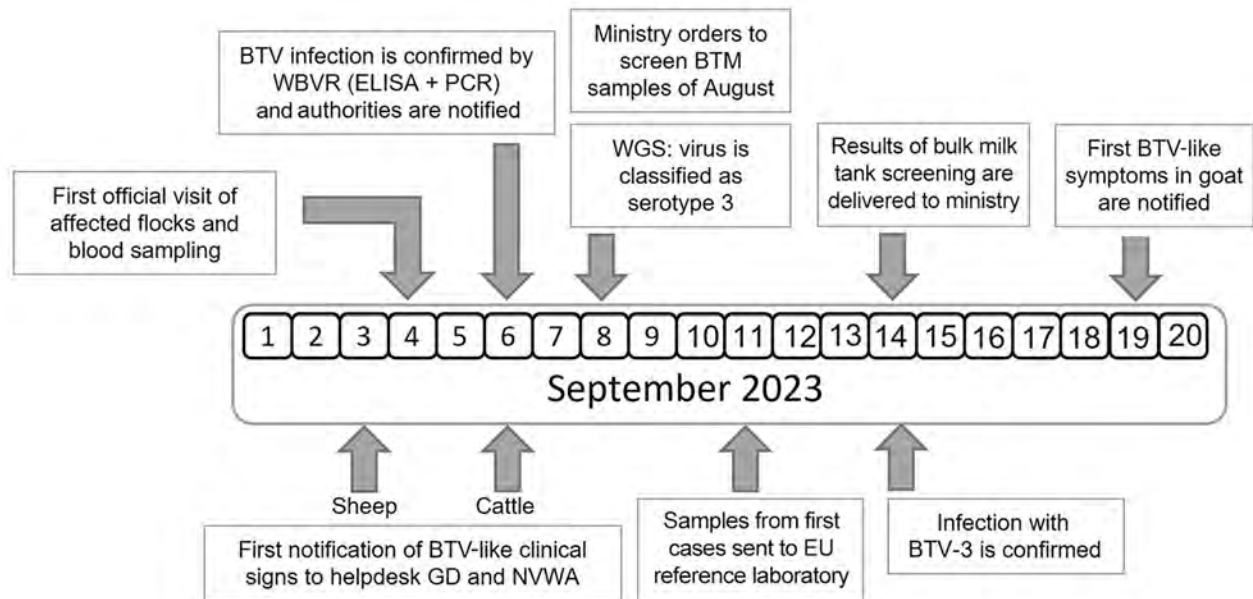 BTV infection is confirmed by
WBVR (ELISA + PCR)
and authorities are notified
Ministry orders to
screen BTM
samples of August
WGS: virus is
classified as
serotype 3
Results of bulk milk
tank screening are
delivered to ministry
First BTV-like
symptoms in goat
are notified
First official visit of
affected flocks and
blood sampling
1 2 3 4 5 6 7 8 9 10 11 12 13 14 15 16 17 18 19 20
September 2023
Sheep
Cattle
First notification of BTV-like clinical
signs to helpdesk GD and NVWA
Samples from first
cases sent to EU
reference laboratory
Infection with
BTV-3 is confirmed